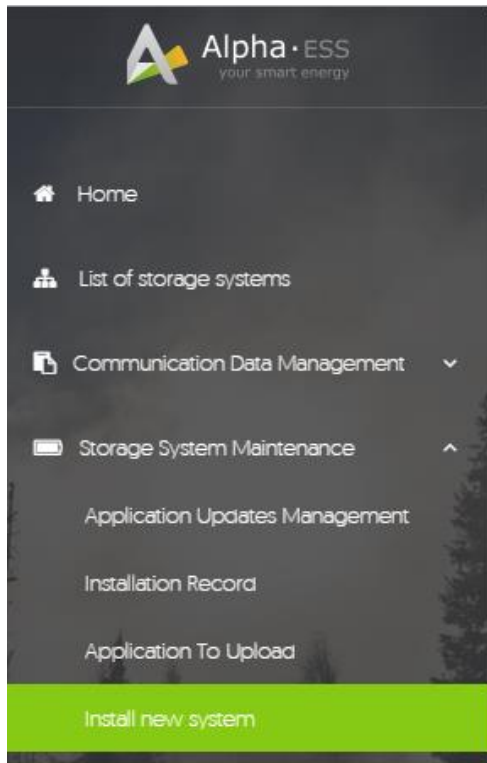 Alpha·ESS
your smart energy
Home
List of storage systems
Communication Data Management
Storage System Maintenance
Application Updates Management
Installation Record
Application To Upload
Install new system